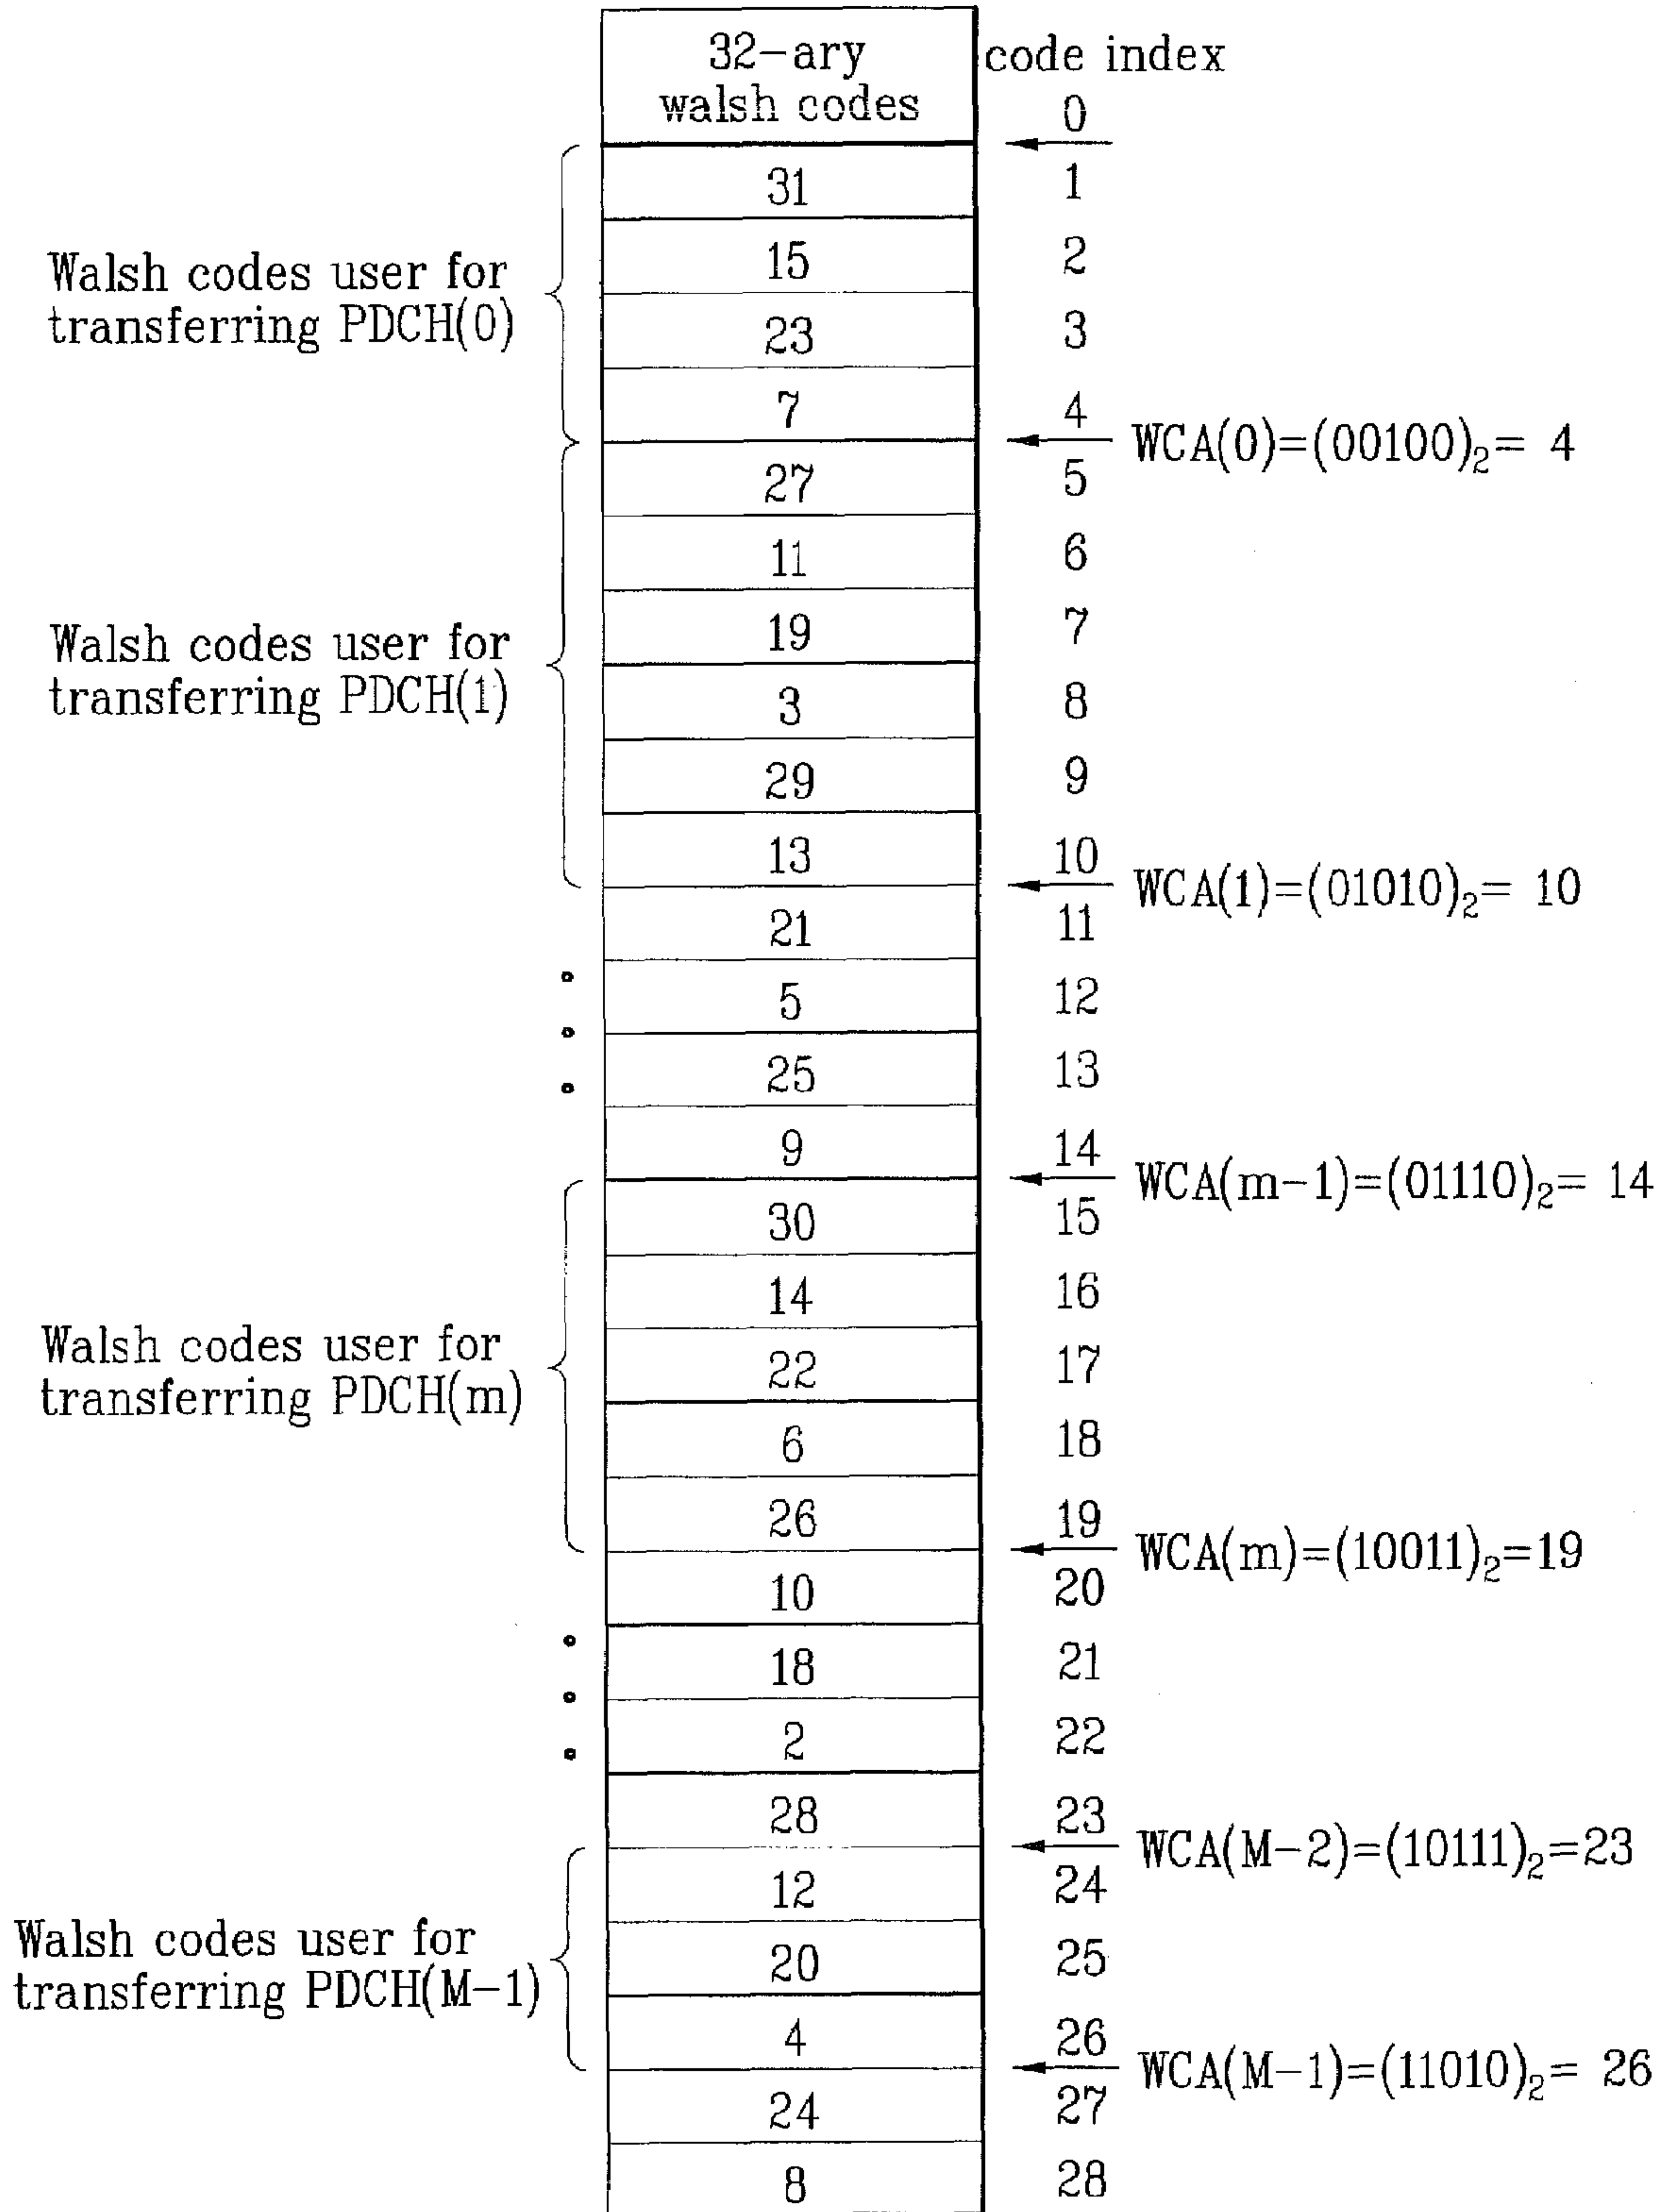 32-ary
walsh codes
code index
0
31 1
15 2
Walsh codes user for
transferring PDCH(0)
23 3
7 4
WCA(0)=(00100)₂= 4
27 5
11 6
19 7
Walsh codes user for
transferring PDCH(1)
3 8
29 9
13 10
WCA(1)=(01010)₂= 10
21 11
5 12
25 13
9 14
WCA(m-1)=(01110)₂= 14
30 15
14 16
22 17
Walsh codes user for
transferring PDCH(m)
6 18
26 19
WCA(m)=(10011)₂=19
10 20
18 21
2 22
28 23
WCA(M-2)=(10111)₂=23
12 24
20 25
Walsh codes user for
transferring PDCH(M-1)
4 26
WCA(M-1)=(11010)₂= 26
24 27
8 28